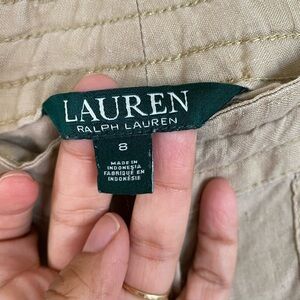 LAUREN
RALPH LAUREN
8
MADE IN
INDONESIA
FABRIQUÉ EN
INDONÉSIE